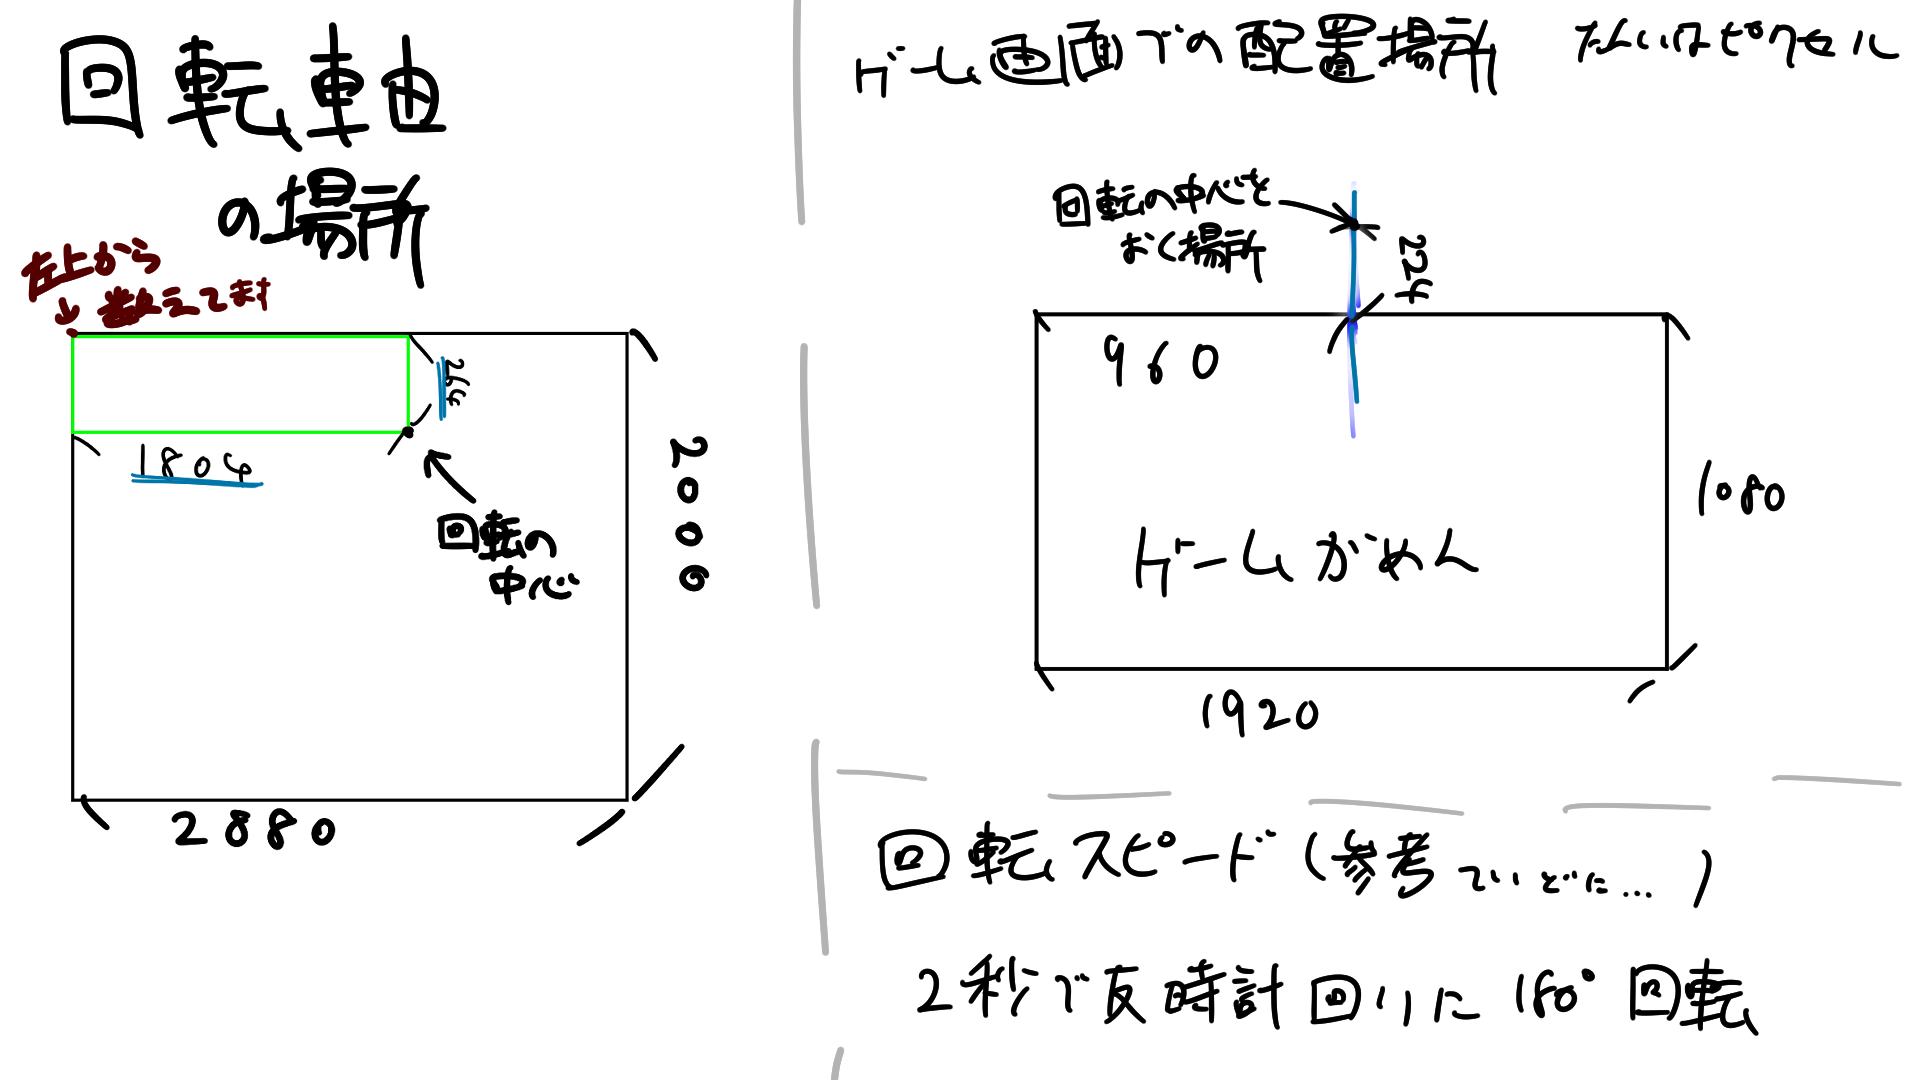 回転軸
の場所
左上から
↓数えてます
264
1804
回転の
中心
2000
2880
ゲーム画面での配置場所 たんいはピクセル
回転の中心を
おく場所
224
960
1080
ゲームがめん
1920
回転スピード(参考ていどに…)
2秒で反時計回りに180°回転